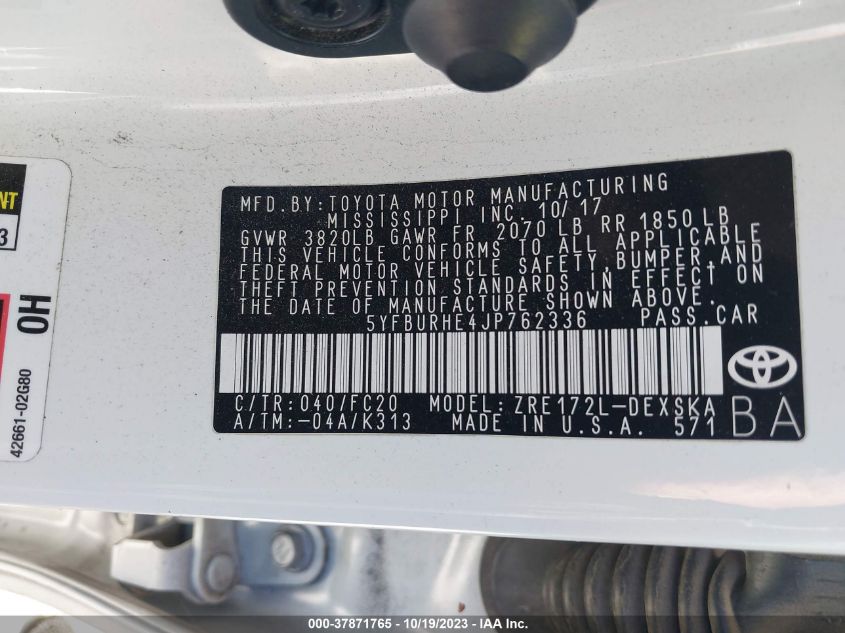 NT
3
OH
42661-02G80
MFD.BY:TOYOTA MOTOR MANUFACTURING
MISSISSIPPI INC. 10/17
GVWR 3820LB GAWR FR 2070 LB RR 1850LB
THIS VEHICLE CONFORMS TO ALL APPLICABLE
FEDERAL MOTOR VEHICLE SAFETY,BUMPER,AND
THEFT PREVENTION STANDARDS IN EFFECT ON
THE DATE OF MANUFACTURE SHOWN ABOVE.
5YFBURHE4JP762336 PASS.CAR
C/TR:040/FC20 MODEL:ZRE172L-DEXSKA
A/TM:-04A/K313 MADE IN U.S.A. 571
BA
000-37871765 - 10/19/2023 - IAA Inc.